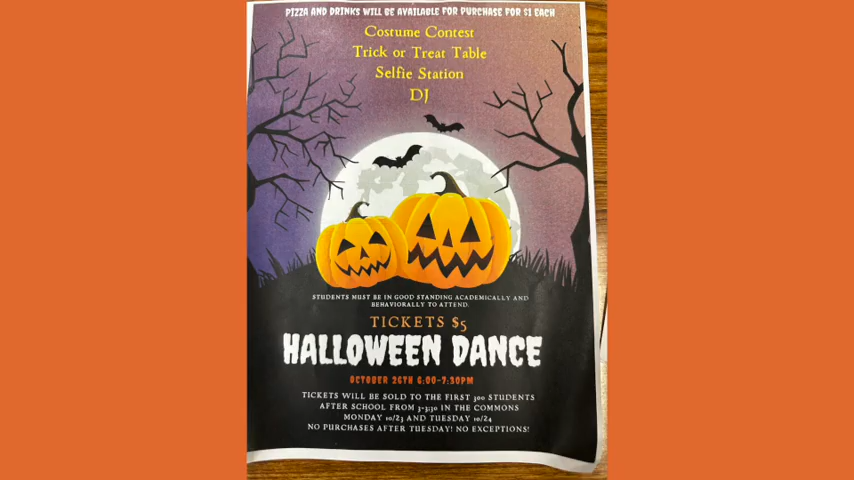 PIZZA AND DRINKS WILL BE AVAILABLE FOR PURCHASE FOR $1 EACH
Costume Contest
Trick or Treat Table
Selfie Station
DJ
STUDENTS MUST BE IN GOOD STANDING ACADEMICALLY AND
BEHAVIORALLY TO ATTEND.
TICKETS $5
HALLOWEEN DANCE
OCTOBER 26TH 6:00-7:30PM
TICKETS WILL BE SOLD TO THE FIRST 300 STUDENTS
AFTER SCHOOL FROM 3-3:30 IN THE COMMONS
MONDAY 10/23 AND TUESDAY 10/24
NO PURCHASES AFTER TUESDAY! NO EXCEPTIONS!